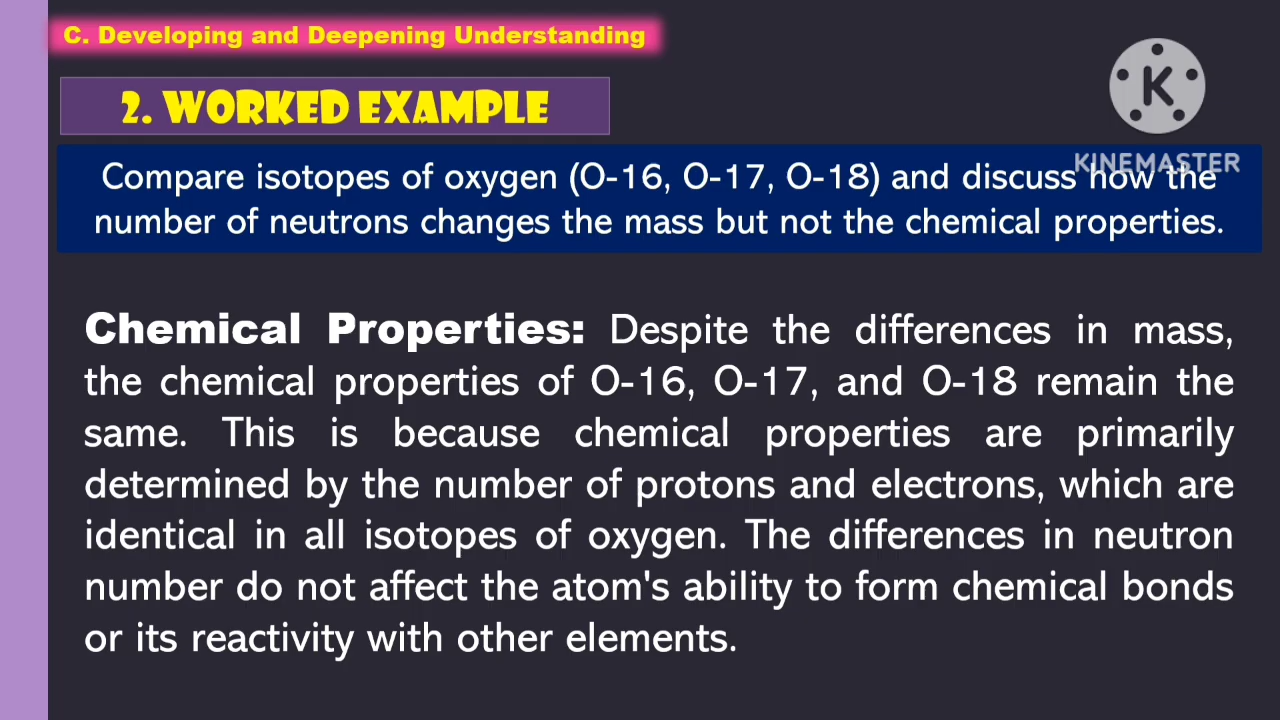 C. Developing and Deepening Understanding
2. WORKED EXAMPLE
K
KINEMASTER
Compare isotopes of oxygen (O-16, O-17, O-18) and discuss how the
number of neutrons changes the mass but not the chemical properties.
Chemical Properties: Despite the differences in mass,
the chemical properties of O-16, O-17, and O-18 remain the
same. This is because chemical properties are primarily
determined by the number of protons and electrons, which are
identical in all isotopes of oxygen. The differences in neutron
number do not affect the atom's ability to form chemical bonds
or its reactivity with other elements.